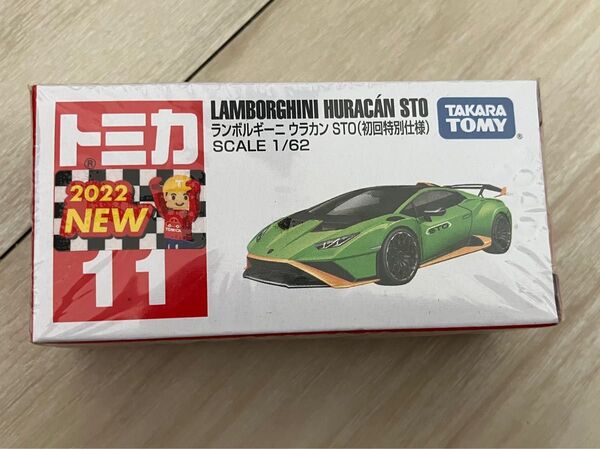 トミカ
®
2022
NEW
11
LAMBORGHINI HURACÁN STO
ランボルギーニ ウラカン STO(初回特別仕様)
SCALE 1/62
TAKARA
TOMY
STO